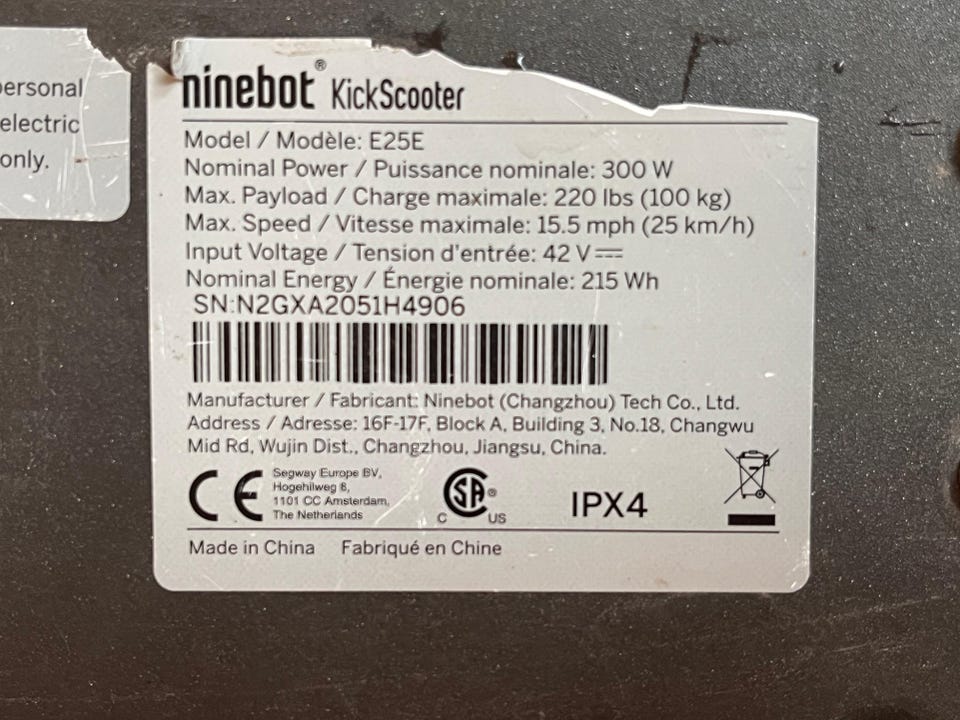 personal
electric
only.
ninebot® KickScooter
Model / Modèle: E25E
Nominal Power / Puissance nominale: 300 W
Max. Payload / Charge maximale: 220 lbs (100 kg)
Max. Speed / Vitesse maximale: 15.5 mph (25 km/h)
Input Voltage / Tension d'entrée: 42 V⎓
Nominal Energy / Énergie nominale: 215 Wh
SN:N2GXA2051H4906
Manufacturer / Fabricant: Ninebot (Changzhou) Tech Co., Ltd.
Address / Adresse: 16F-17F, Block A, Building 3, No.18, Changwu
Mid Rd, Wujin Dist., Changzhou, Jiangsu, China.
CE
Segway Europe BV,
Hogehilweg 8,
1101 CC Amsterdam,
The Netherlands
C SA® US
IPX4
Made in China Fabriqué en Chine